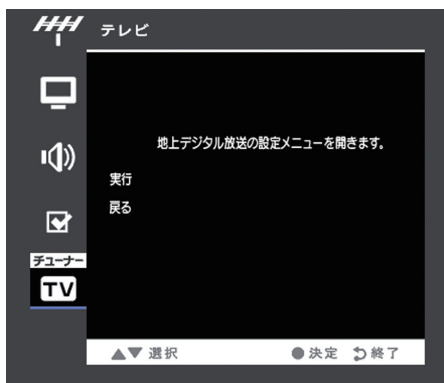 テレビ
地上デジタル放送の設定メニューを開きます。
実行
戻る
チューナー
TV
▲▼ 選択 ● 決定 ⮌ 終了